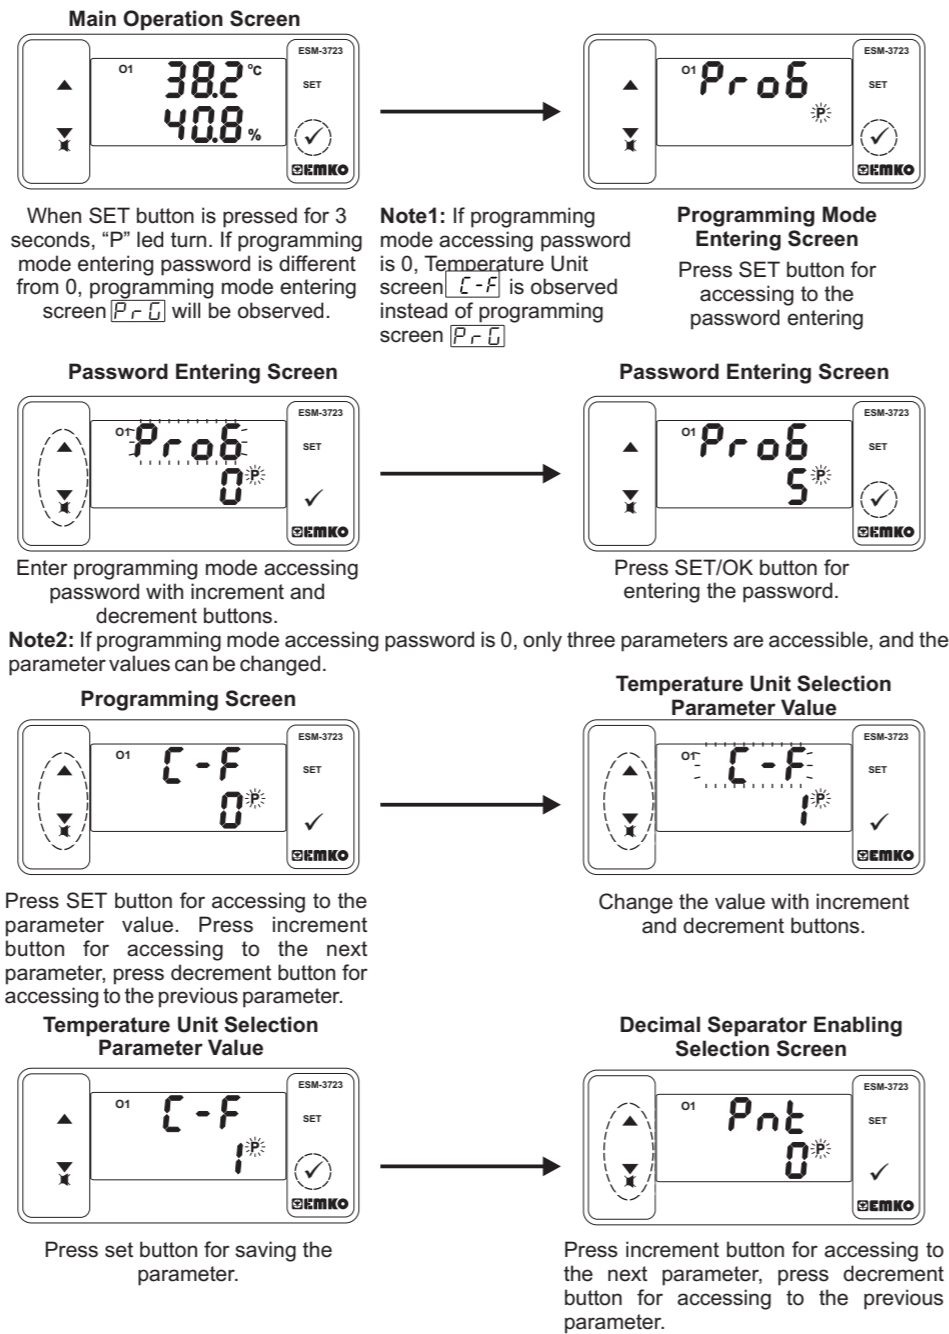 Main Operation Screen
ESM-3723
O1 38.2 °C
SET
40.8 %
EMKO
ESM-3723
O1 Pro6
SET
P
EMKO
When SET button is pressed for 3
seconds, “P” led turn. If programming
mode entering password is different
from 0, programming mode entering
screen PrG will be observed.
Note1: If programming
mode accessing password
is 0, Temperature Unit
screen C-F is observed
instead of programming
screen PrG
Programming Mode
Entering Screen
Press SET button for
accessing to the
password entering
Password Entering Screen
ESM-3723
O1 Pro6
SET
0 P
EMKO
Enter programming mode accessing
password with increment and
decrement buttons.
Password Entering Screen
ESM-3723
O1 Pro6
SET
5 P
EMKO
Press SET/OK button for
entering the password.
Note2: If programming mode accessing password is 0, only three parameters are accessible, and the
parameter values can be changed.
Programming Screen
ESM-3723
O1 C-F
SET
0 P
EMKO
Press SET button for accessing to the
parameter value. Press increment
button for accessing to the next
parameter, press decrement button for
accessing to the previous parameter.
Temperature Unit Selection
Parameter Value
ESM-3723
O1 C-F
SET
1 P
EMKO
Change the value with increment
and decrement buttons.
Temperature Unit Selection
Parameter Value
ESM-3723
O1 C-F
SET
1 P
EMKO
Press set button for saving the
parameter.
Decimal Separator Enabling
Selection Screen
ESM-3723
O1 Pnt
SET
0 P
EMKO
Press increment button for accessing to
the next parameter, press decrement
button for accessing to the previous
parameter.